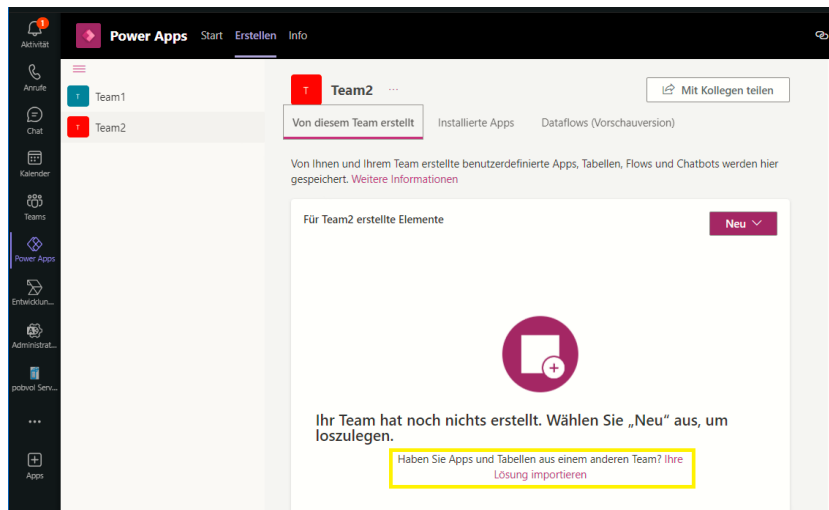 1
Aktivität
Anrufe
Chat
Kalender
Teams
Power Apps
Entwicklun...
Administrat...
pobvol Serv...
Apps
Power Apps Start Erstellen Info
T Team1
T Team2
T Team2 ...
Mit Kollegen teilen
Von diesem Team erstellt Installierte Apps Dataflows (Vorschauversion)
Von Ihnen und Ihrem Team erstellte benutzerdefinierte Apps, Tabellen, Flows und Chatbots werden hier
gespeichert. Weitere Informationen
Für Team2 erstellte Elemente
Neu
Ihr Team hat noch nichts erstellt. Wählen Sie „Neu“ aus, um
loszulegen.
Haben Sie Apps und Tabellen aus einem anderen Team? Ihre
Lösung importieren